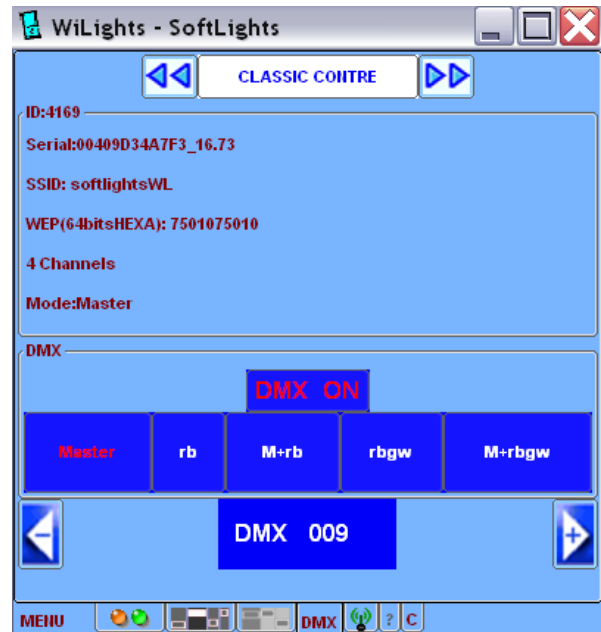 WiLights - SoftLights
CLASSIC CONTRE
ID:4169
Serial:00409D34A7F3_16.73
SSID: softlightsWL
WEP(64bitsHEXA): 7501075010
4 Channels
Mode:Master
DMX
DMX ON
Master rb M+rb rbgw M+rbgw
- DMX 009 +
MENU DMX ? C